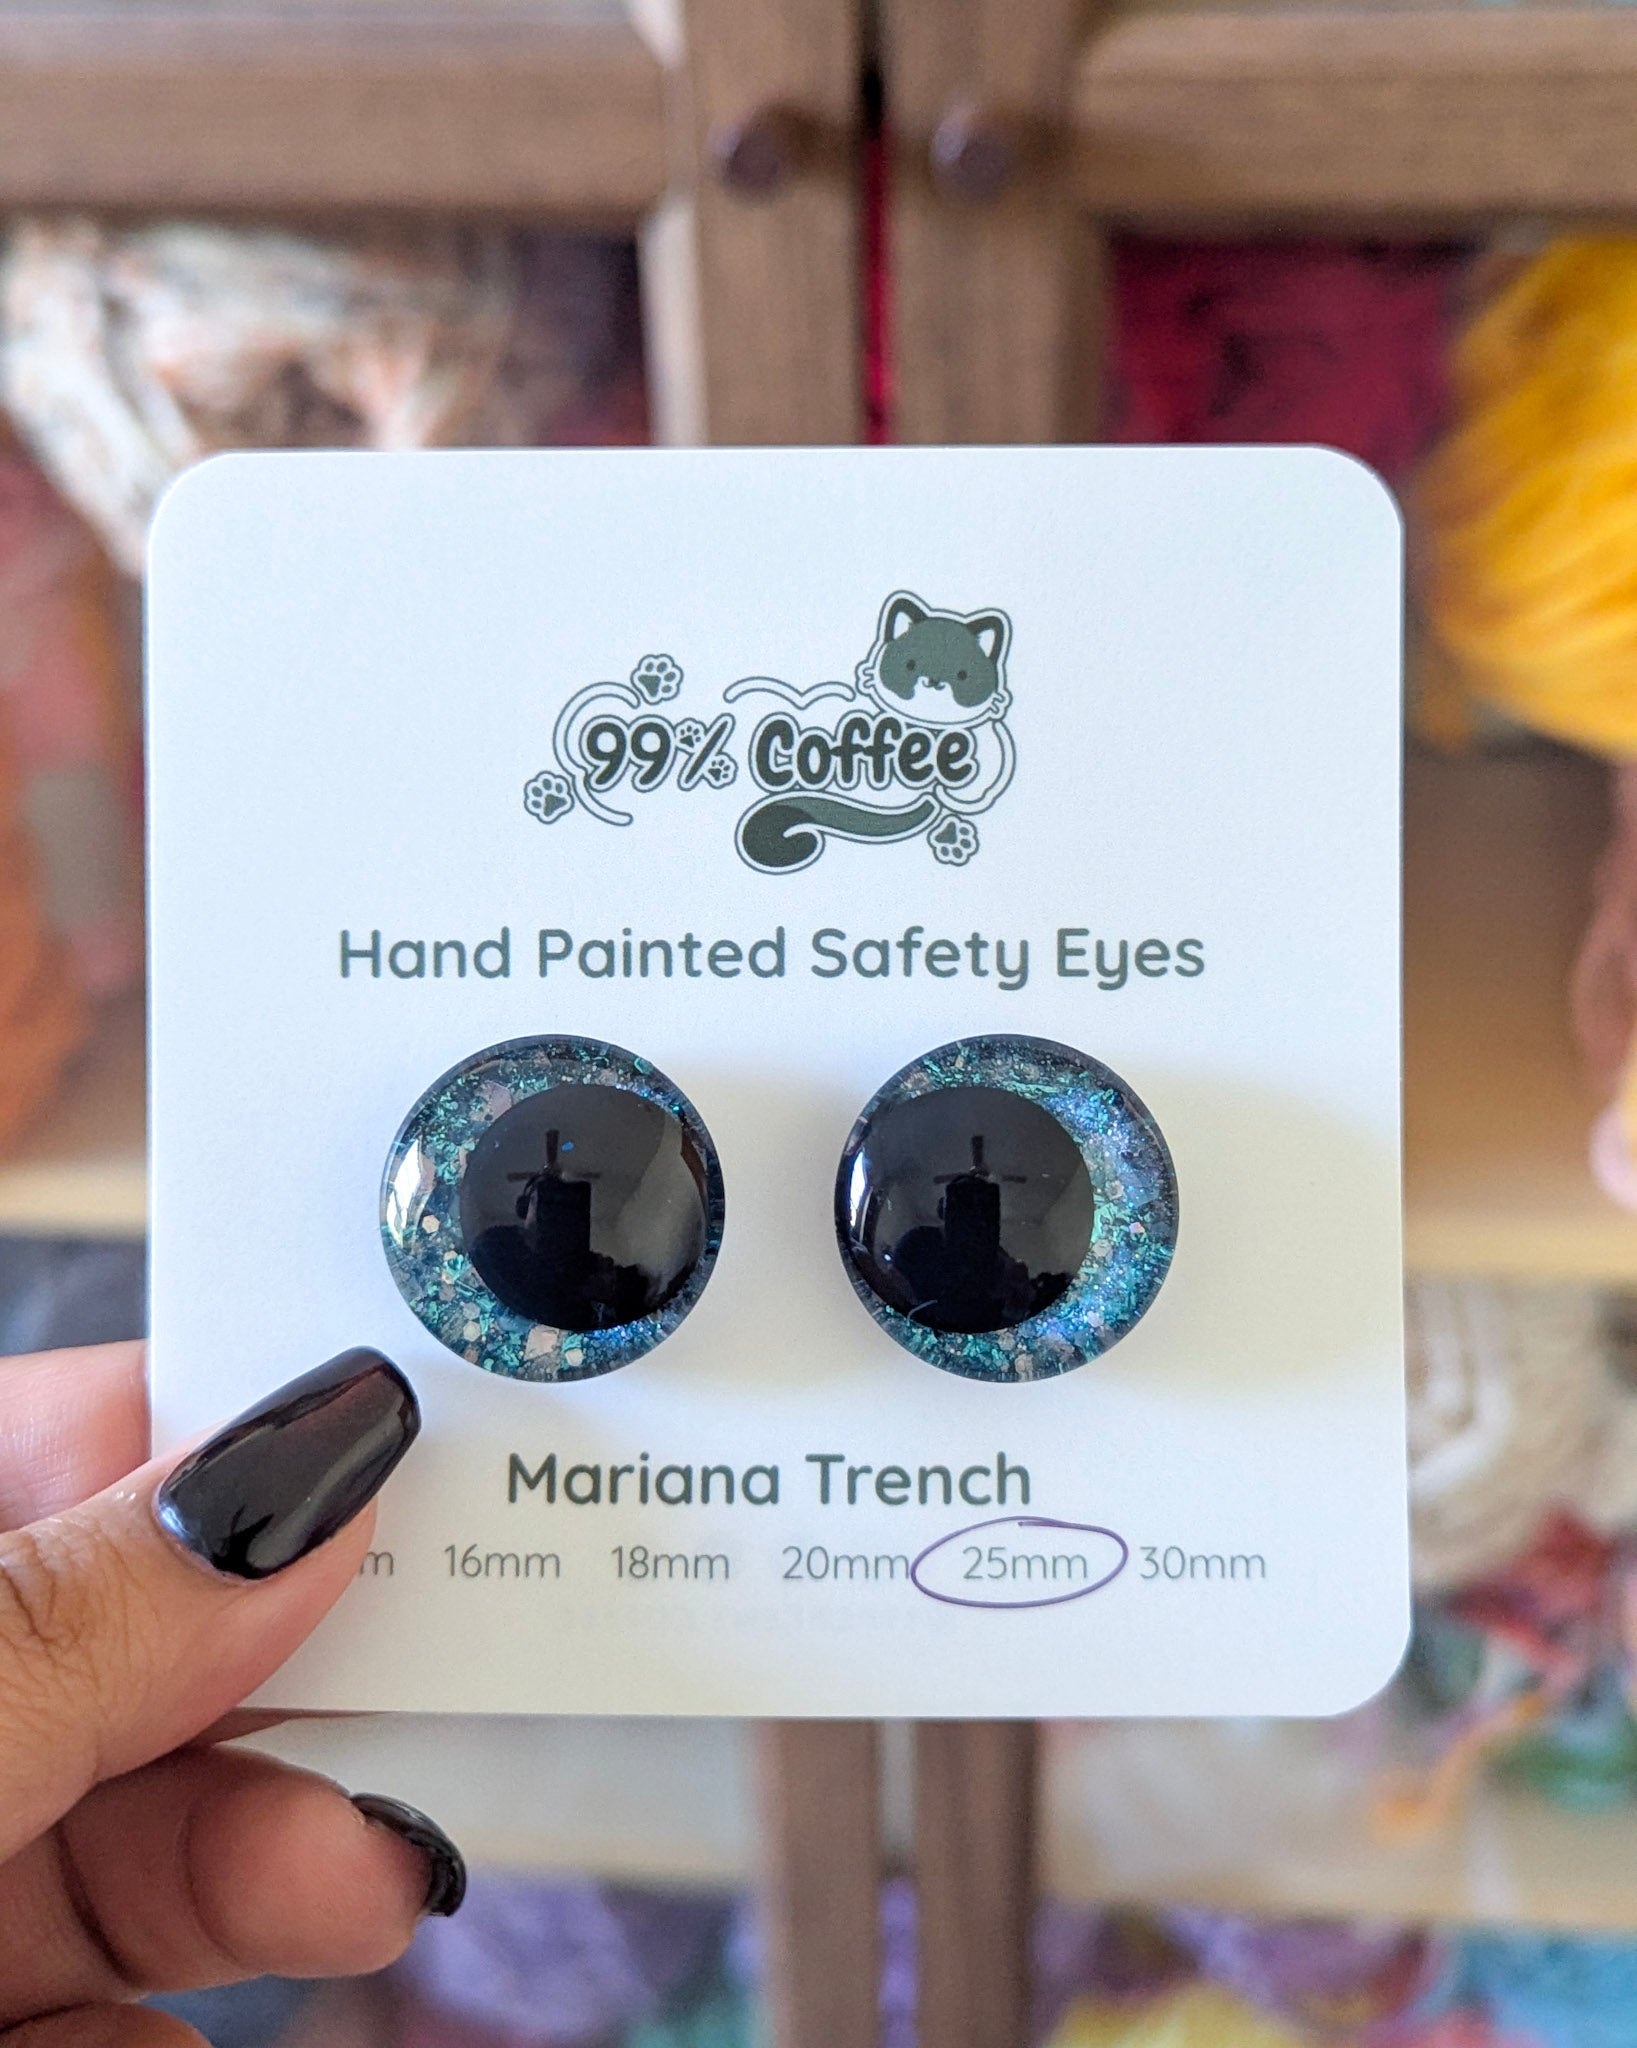 99% Coffee
Hand Painted Safety Eyes
Mariana Trench
16mm 18mm 20mm 25mm 30mm